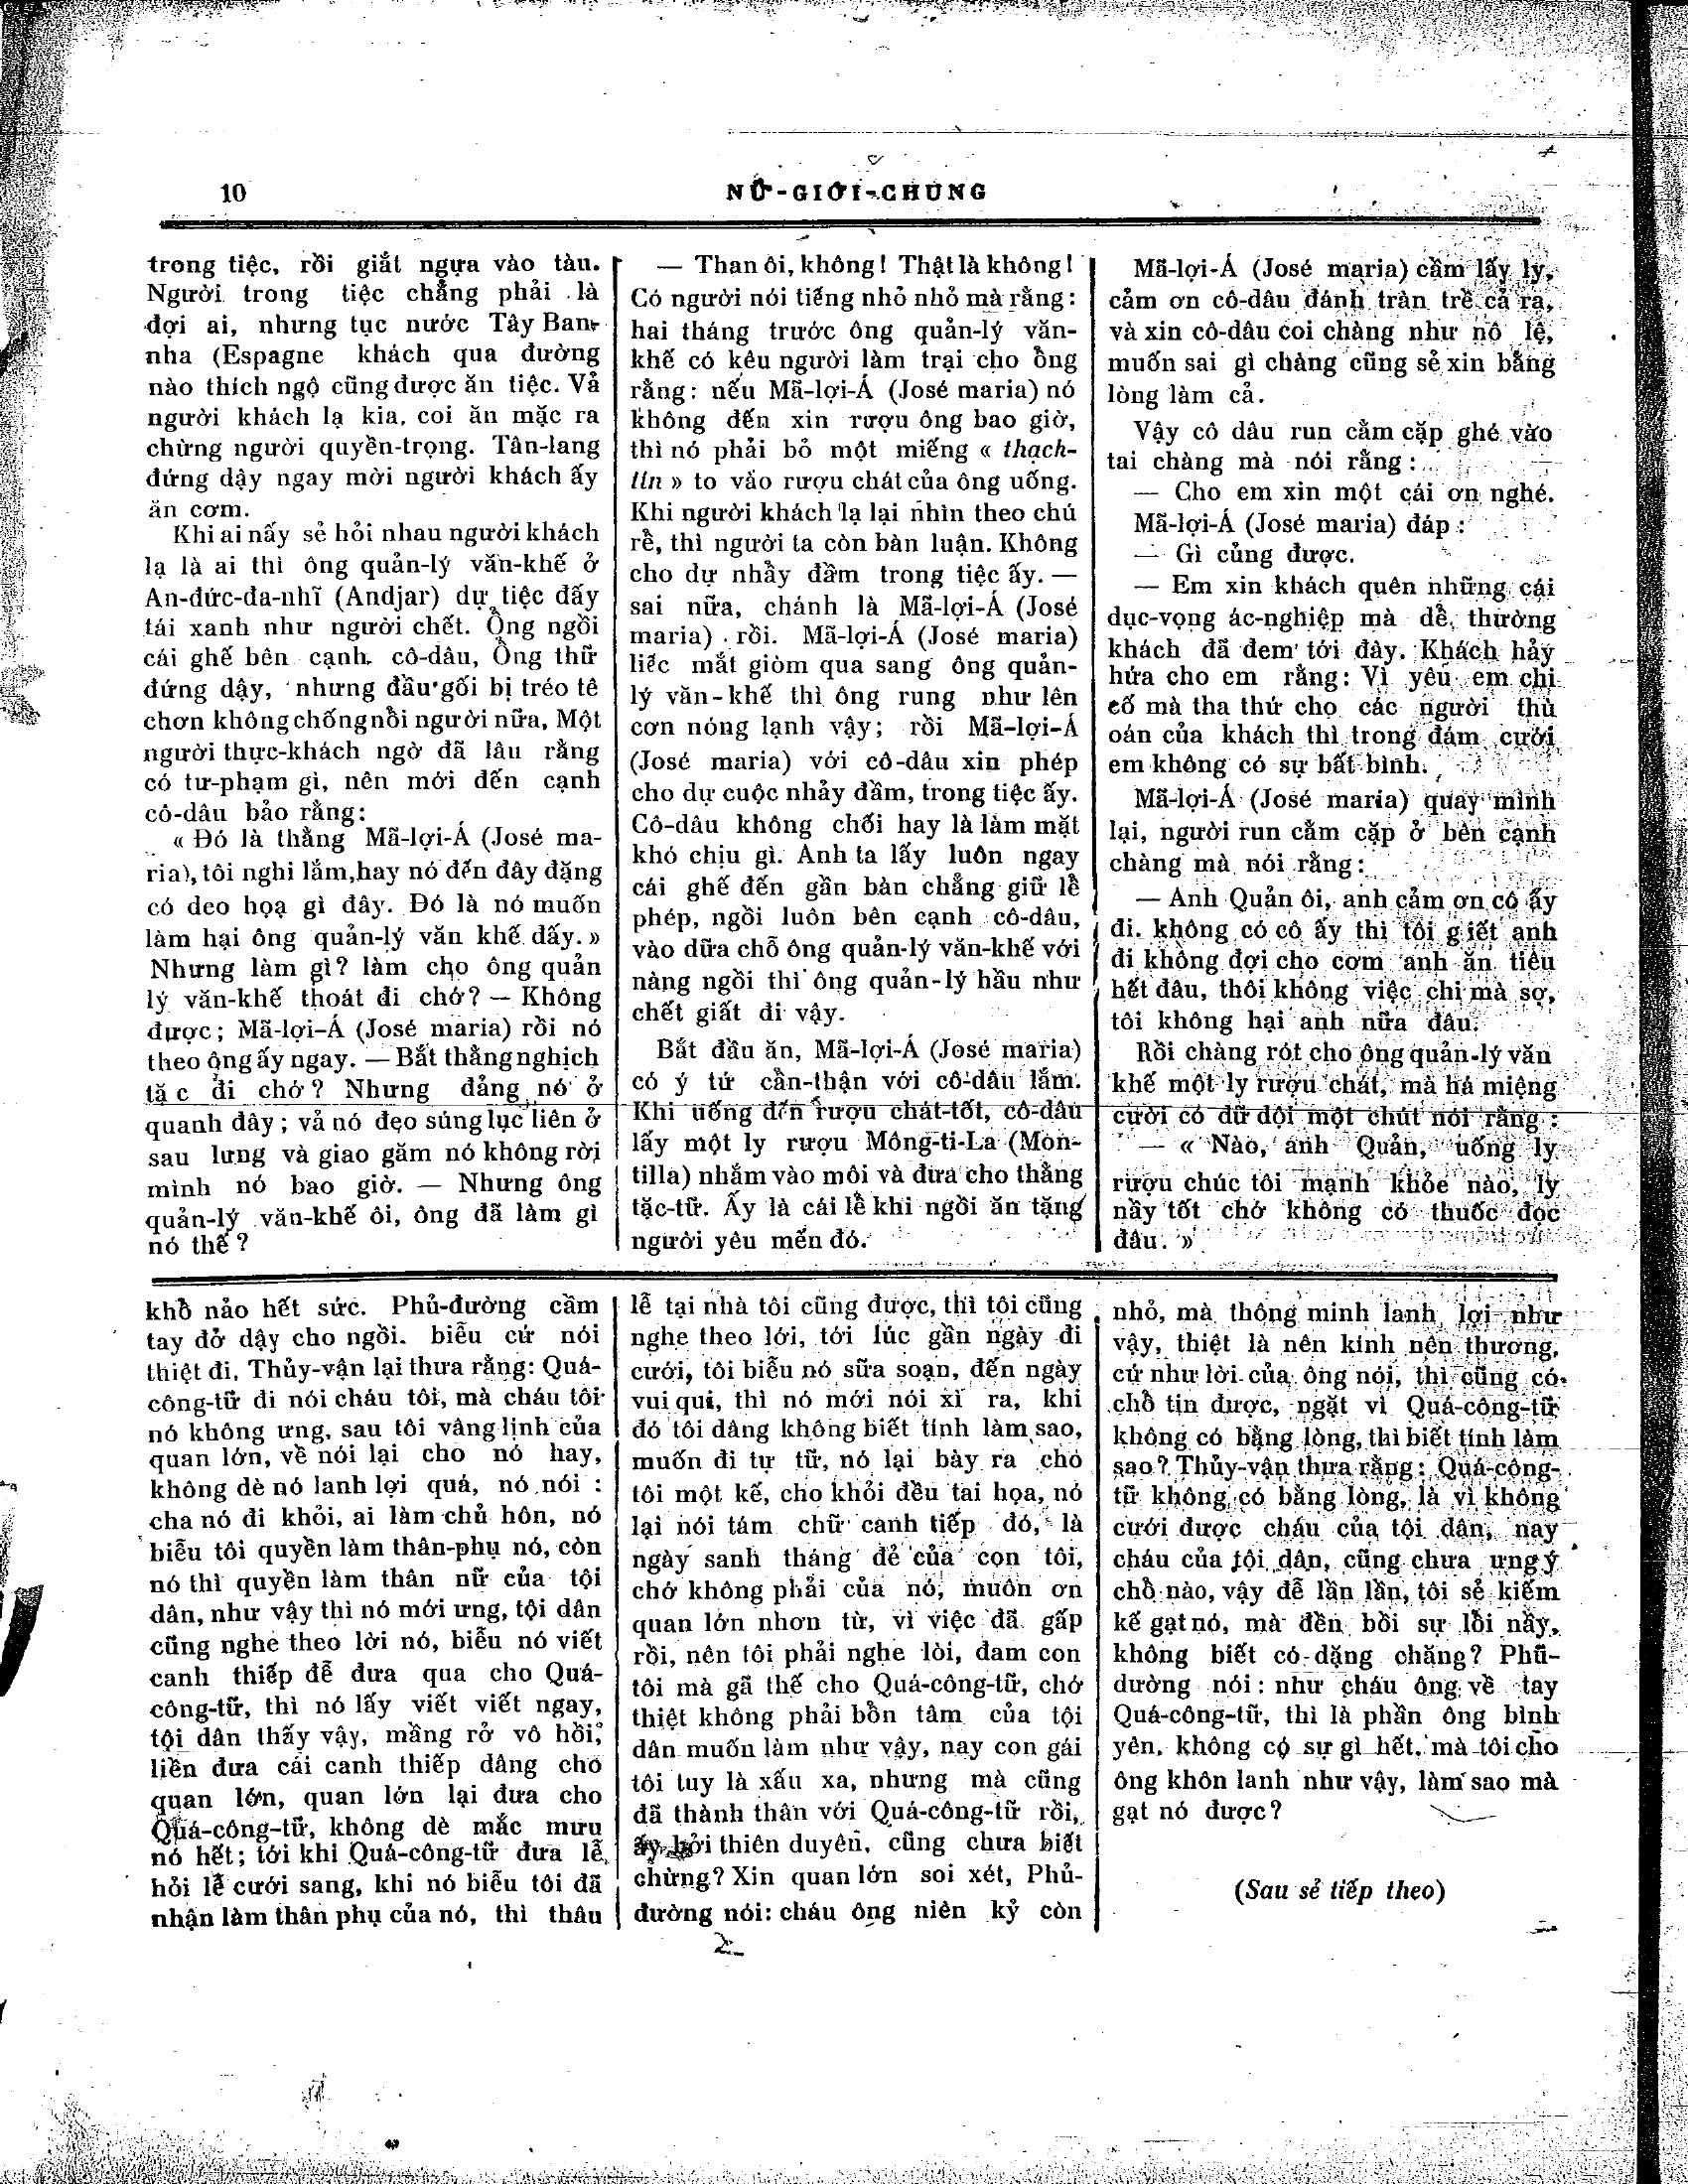 10
NỮ-GIỚI-CHUNG
trong tiệc, rồi giắt ngựa vào tàu.
Người trong tiệc chẳng phải là
đợi ai, nhưng tục nước Tây Ban-
nha (Espagne khách qua đường
nào thích ngộ cũng được ăn tiệc. Vả
người khách lạ kia, coi ăn mặc ra
chừng người quyền-trọng. Tân-lang
đứng dậy ngay mời người khách ấy
ăn cơm.
Khi ai nấy sẻ hỏi nhau người khách
lạ là ai thì ông quản-lý văn-khế ở
An-đức-đa-nhĩ (Andjar) dự tiệc đấy
tái xanh như người chết. Ông ngồi
cái ghế bên cạnh cô-dâu, Ông thử
đứng dậy, nhưng đầu gối bị tréo tê
chơn không chống nỗi người nữa, Một
người thực-khách ngờ đã lâu rằng
có tư-phạm gì, nên mới đến cạnh
cô-dâu bảo rằng:
« Đó là thằng Mã-lợi-Á (José ma-
ria), tôi nghi lắm, hay nó đến đây đặng
có deo hoạ gì đây. Đó là nó muốn
làm hại ông quản-lý văn khế đấy. »
Nhưng làm gì? làm cho ông quản
lý văn-khế thoát đi chớ? — Không
được; Mã-lợi-Á (José maria) rồi nó
theo ông ấy ngay. — Bắt thằng nghịch
tặc đi chớ? Nhưng đảng nó ở
quanh đây; vả nó đẹo súng lục liên ở
sau lưng và giao găm nó không rời
mình nó bao giờ. — Nhưng ông
quản-lý văn-khế ôi, ông đã làm gì
nó thế?
— Than ôi, không! Thật là không!
Có người nói tiếng nhỏ nhỏ mà rằng:
hai tháng trước ông quản-lý văn-
khế có kêu người làm trại cho ổng
rằng: nếu Mã-lợi-Á (José maria) nó
không đến xin rượu ông bao giờ,
thì nó phải bỏ một miếng « thạch-
tín » to vào rượu chát của ông uống.
Khi người khách lạ lại nhìn theo chú
rể, thì người ta còn bàn luận. Không
cho dự nhẩy đầm trong tiệc ấy. —
sai nữa, chánh là Mã-lợi-Á (José
maria) rồi. Mã-lợi-Á (José maria)
liếc mắt giòm qua sang ông quản-
lý văn-khế thì ông rung như lên
cơn nóng lạnh vậy; rồi Mã-lợi-Á
(José maria) với cô-dâu xin phép
cho dự cuộc nhảy đầm, trong tiệc ấy.
Cô-dâu không chối hay là làm mặt
khó chịu gì. Anh ta lấy luôn ngay
cái ghế đến gần bàn chẳng giữ lễ
phép, ngồi luôn bên cạnh cô-dâu,
vào dữa chỗ ông quản-lý văn-khế với
nàng ngồi thì ông quản-lý hầu như
chết giất đi vậy.
Bắt đầu ăn, Mã-lợi-Á (José maria)
có ý tứ cần-thận với cô-dâu lắm.
Khi uống đến rượu chát-tốt, cô-dâu
lấy một ly rượu Mông-ti-La (Mon-
tilla) nhắm vào môi và đưa cho thằng
tặc-tữ. Ấy là cái lề khi ngồi ăn tặng
người yêu mến đó.
Mã-lợi-Á (José maria) cầm lấy ly,
cảm ơn cô-dâu đánh tràn trề cả ra,
và xin cô-dâu coi chàng như nô lệ,
muốn sai gì chàng cũng sẻ xin bằng
lòng làm cả.
Vậy cô dâu run cằm cặp ghé vào
tai chàng mà nói rằng:
— Cho em xin một cái ơn nghé.
Mã-lợi-Á (José maria) đáp:
— Gì củng được.
— Em xin khách quên những cái
dục-vọng ác-nghiệp mà dễ thường
khách đã đem tới đây. Khách hảy
hứa cho em rằng: Vì yêu em chi
cố mà tha thứ cho các người thù
oán của khách thì trong đám cưới
em không có sự bất bình.
Mã-lợi-Á (José maria) quay mình
lại, người run cằm cặp ở bên cạnh
chàng mà nói rằng:
— Anh Quản ôi, anh cảm ơn cô ấy
đi. không có cô ấy thì tôi giết anh
đi không đợi cho cơm anh ăn tiêu
hết đâu, thôi không việc chi mà sợ,
tôi không hại anh nữa đâu.
Rồi chàng rót cho ông quản-lý văn
khế một ly rượu chát, mà há miệng
cười có dữ dội một chút nói rằng:
— « Nào, anh Quản, uống ly
rượu chúc tôi mạnh khỏe nào, ly
nầy tốt chớ không có thuốc độc
đâu. »
khồ nảo hết sức. Phủ-đường cầm
tay đở dậy cho ngồi. biểu cứ nói
thiệt đi, Thủy-vận lại thưa rằng: Quá-
công-tữ đi nói cháu tôi, mà cháu tôi
nó không ưng, sau tôi vâng lịnh của
quan lớn, về nói lại cho nó hay,
không dè nó lanh lợi quá, nó nói :
cha nó đi khỏi, ai làm chủ hôn, nó
biểu tôi quyền làm thân-phụ nó, còn
nó thì quyền làm thân nữ của tội
dân, như vậy thì nó mới ưng, tội dân
cũng nghe theo lời nó, biểu nó viết
canh thiếp đễ đưa qua cho Quá-
công-tữ, thì nó lấy viết viết ngay,
tội dân thấy vậy, mầng rở vô hồi,
liền đưa cái canh thiếp dâng cho
quan lớn, quan lớn lại đưa cho
Quá-công-tữ, không dè mắc mưu
nó hết; tới khi Quá-công-tữ đưa lễ
hỏi lễ cưới sang, khi nó biểu tôi đã
nhận làm thân phụ của nó, thì thâu
lễ tại nhà tôi cũng được, thì tội cũng
nghe theo lới, tới lúc gần ngày đi
cưới, tôi biểu nó sữa soạn, đến ngày
vui qui, thì nó mới nói xì ra, khi
đó tôi dâng không biết tính làm sao,
muốn đi tự tữ, nó lại bày ra cho
tôi một kế, cho khỏi đều tai họa, nó
lại nói tám chữ canh tiếp đó, là
ngày sanh tháng đẻ của con tôi,
chớ không phải của nó, muôn ơn
quan lớn nhơn từ, vì việc đã gấp
rồi, nên tôi phải nghe lòi, đam con
tôi mà gã thế cho Quá-công-tữ, chớ
thiệt không phải bồn tâm của tội
dân muốn làm như vậy, nay con gái
tôi tuy là xấu xa, nhưng mà cũng
đã thành thân với Quá-công-tữ rồi,
ấy bởi thiên duyên, cũng chưa biết
chừng? Xin quan lớn soi xét, Phủ-
đường nói: cháu ông niên kỷ còn
nhỏ, mà thông minh lanh lợi như
vậy, thiệt là nên kính nên thương,
cứ như lời của ông nói, thì cũng có
chỗ tin được, ngặt vì Quá-công-tữ
không có bằng lòng, thì biết tính làm
sao? Thủy-vận thưa rằng: Quá-công-
tữ không có bằng lòng, là vì không
cưới được cháu của tội dân, nay
cháu của tội dân, cũng chưa ưng ý
chỗ nào, vậy đễ lần lần, tôi sẻ kiếm
kế gạt nó, mà đền bồi sự lỗi nầy,
không biết có dặng chăng? Phũ-
dường nói: như cháu ông về tay
Quá-công-tữ, thì là phần ông bình
yên, không có sự gì hết, mà tôi cho
ông khôn lanh như vậy, làm sao mà
gạt nó được?
(Sau sẻ tiếp theo)
2